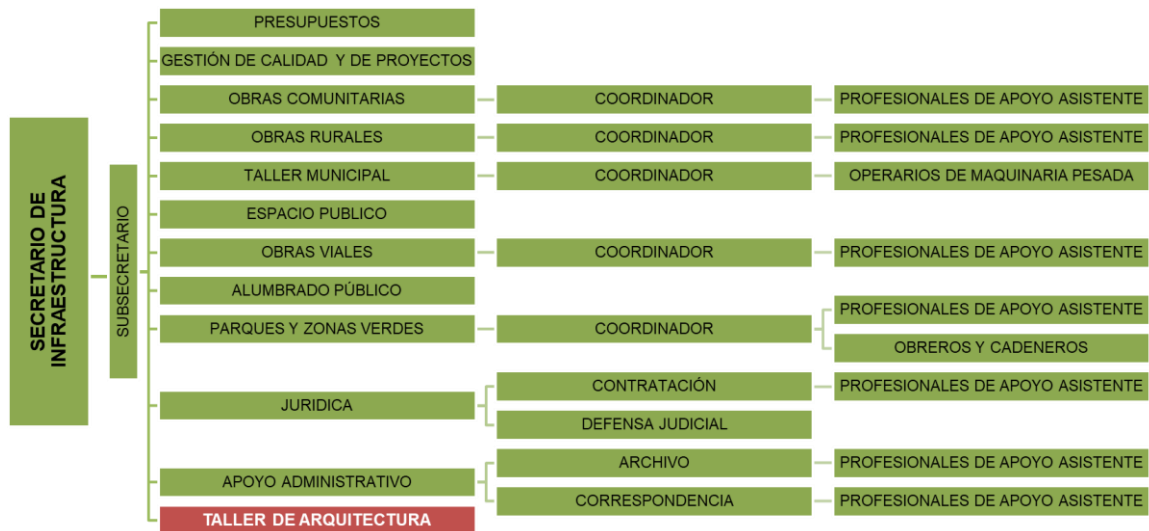 SECRETARIO DE
INFRAESTRUCTURA
SUBSECRETARIO
PRESUPUESTOS
GESTIÓN DE CALIDAD Y DE PROYECTOS
OBRAS COMUNITARIAS
COORDINADOR
PROFESIONALES DE APOYO ASISTENTE
OBRAS RURALES
COORDINADOR
PROFESIONALES DE APOYO ASISTENTE
TALLER MUNICIPAL
COORDINADOR
OPERARIOS DE MAQUINARIA PESADA
ESPACIO PUBLICO
OBRAS VIALES
COORDINADOR
PROFESIONALES DE APOYO ASISTENTE
ALUMBRADO PÚBLICO
PARQUES Y ZONAS VERDES
COORDINADOR
PROFESIONALES DE APOYO ASISTENTE
OBREROS Y CADENEROS
JURIDICA
CONTRATACIÓN
PROFESIONALES DE APOYO ASISTENTE
DEFENSA JUDICIAL
APOYO ADMINISTRATIVO
ARCHIVO
PROFESIONALES DE APOYO ASISTENTE
CORRESPONDENCIA
PROFESIONALES DE APOYO ASISTENTE
TALLER DE ARQUITECTURA